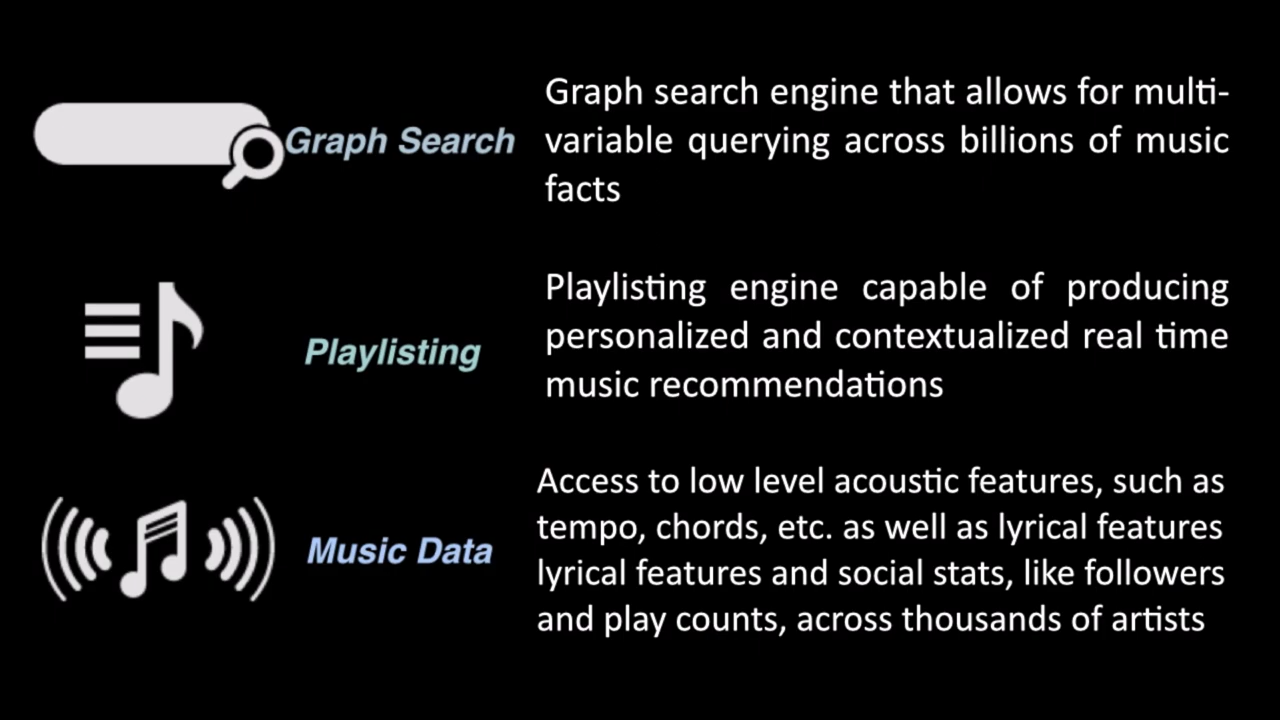 Graph Search
Graph search engine that allows for multi-
variable querying across billions of music
facts
Playlisting
Playlisting engine capable of producing
personalized and contextualized real time
music recommendations
Music Data
Access to low level acoustic features, such as
tempo, chords, etc. as well as lyrical features
lyrical features and social stats, like followers
and play counts, across thousands of artists